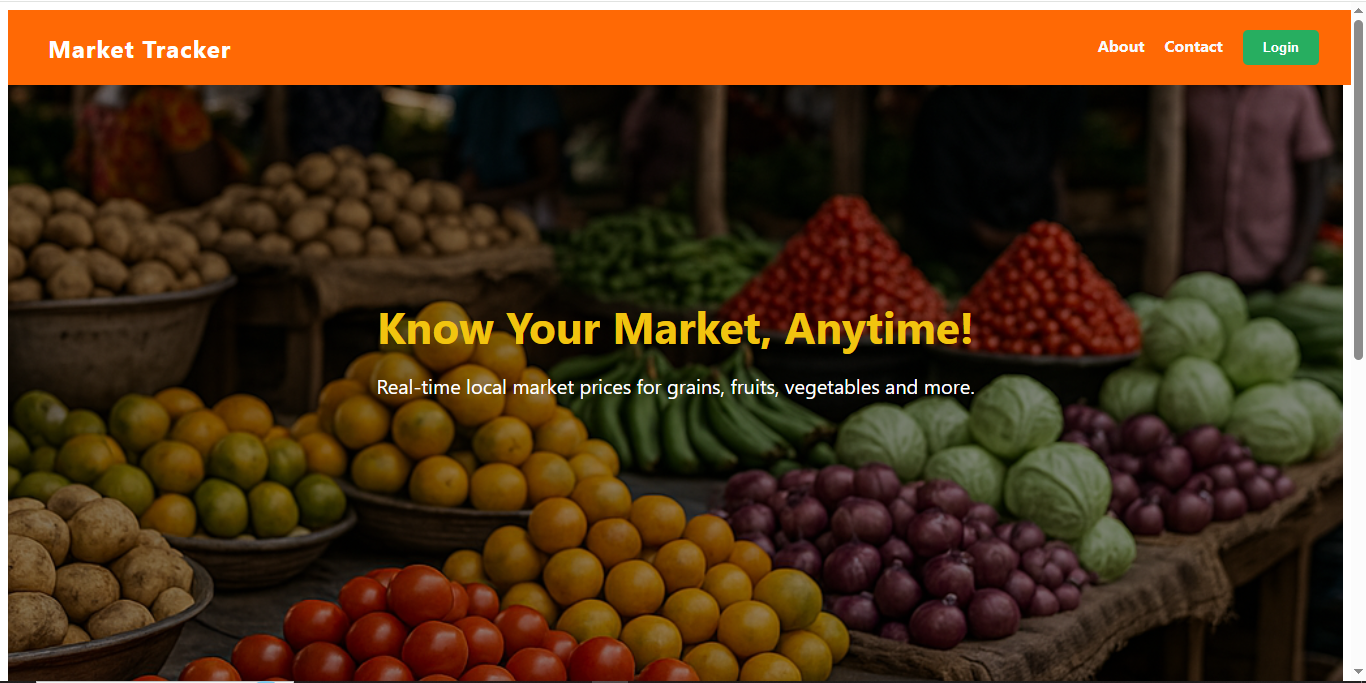 Market Tracker
About
Contact
Login
Know Your Market, Anytime!
Real-time local market prices for grains, fruits, vegetables and more.